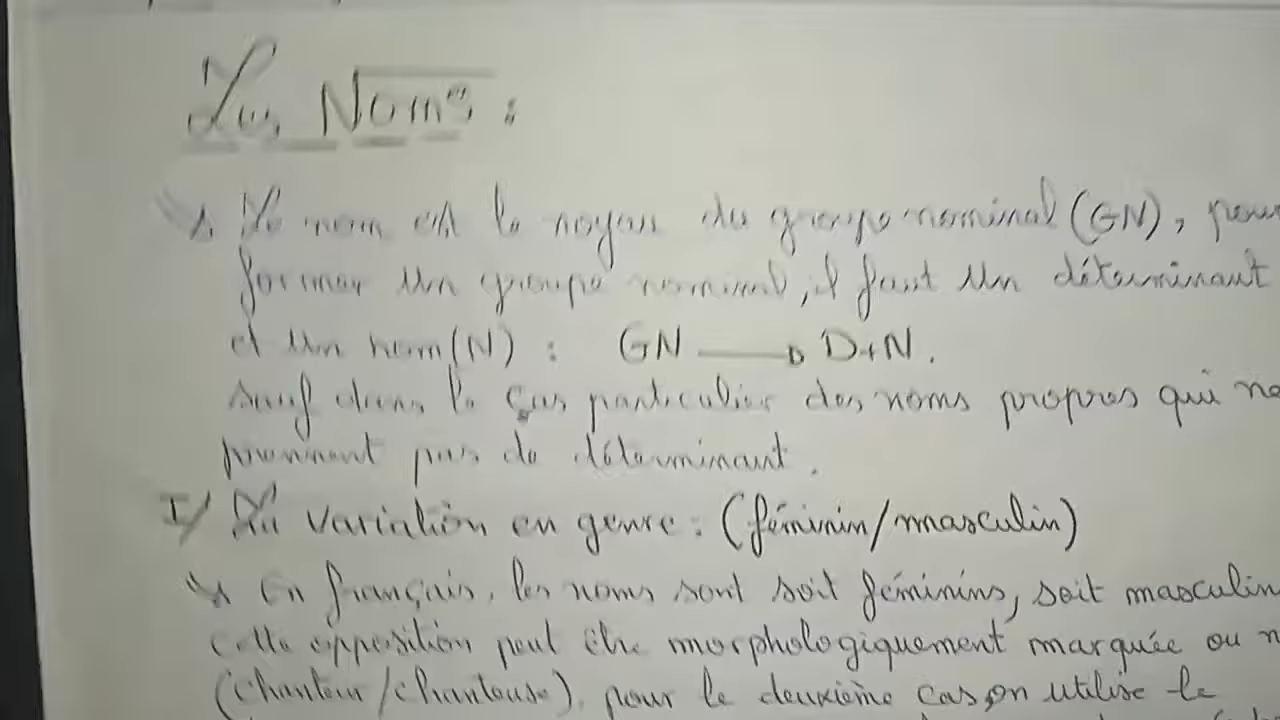 Les Noms :
Le nom est le noyau du groupe nominal (GN), pour
former un groupe nominal, il faut un déterminant
et un nom (N) : GN → D+N.
sauf dans le cas particulier des noms propres qui ne
prennent pas de déterminant.
I/ La variation en genre : (féminin/masculin)
En français, les noms sont soit féminins, soit masculin
cette opposition peut être morphologiquement marquée ou n
(chanteur/chanteuse), pour le deuxième cas, on utilise le